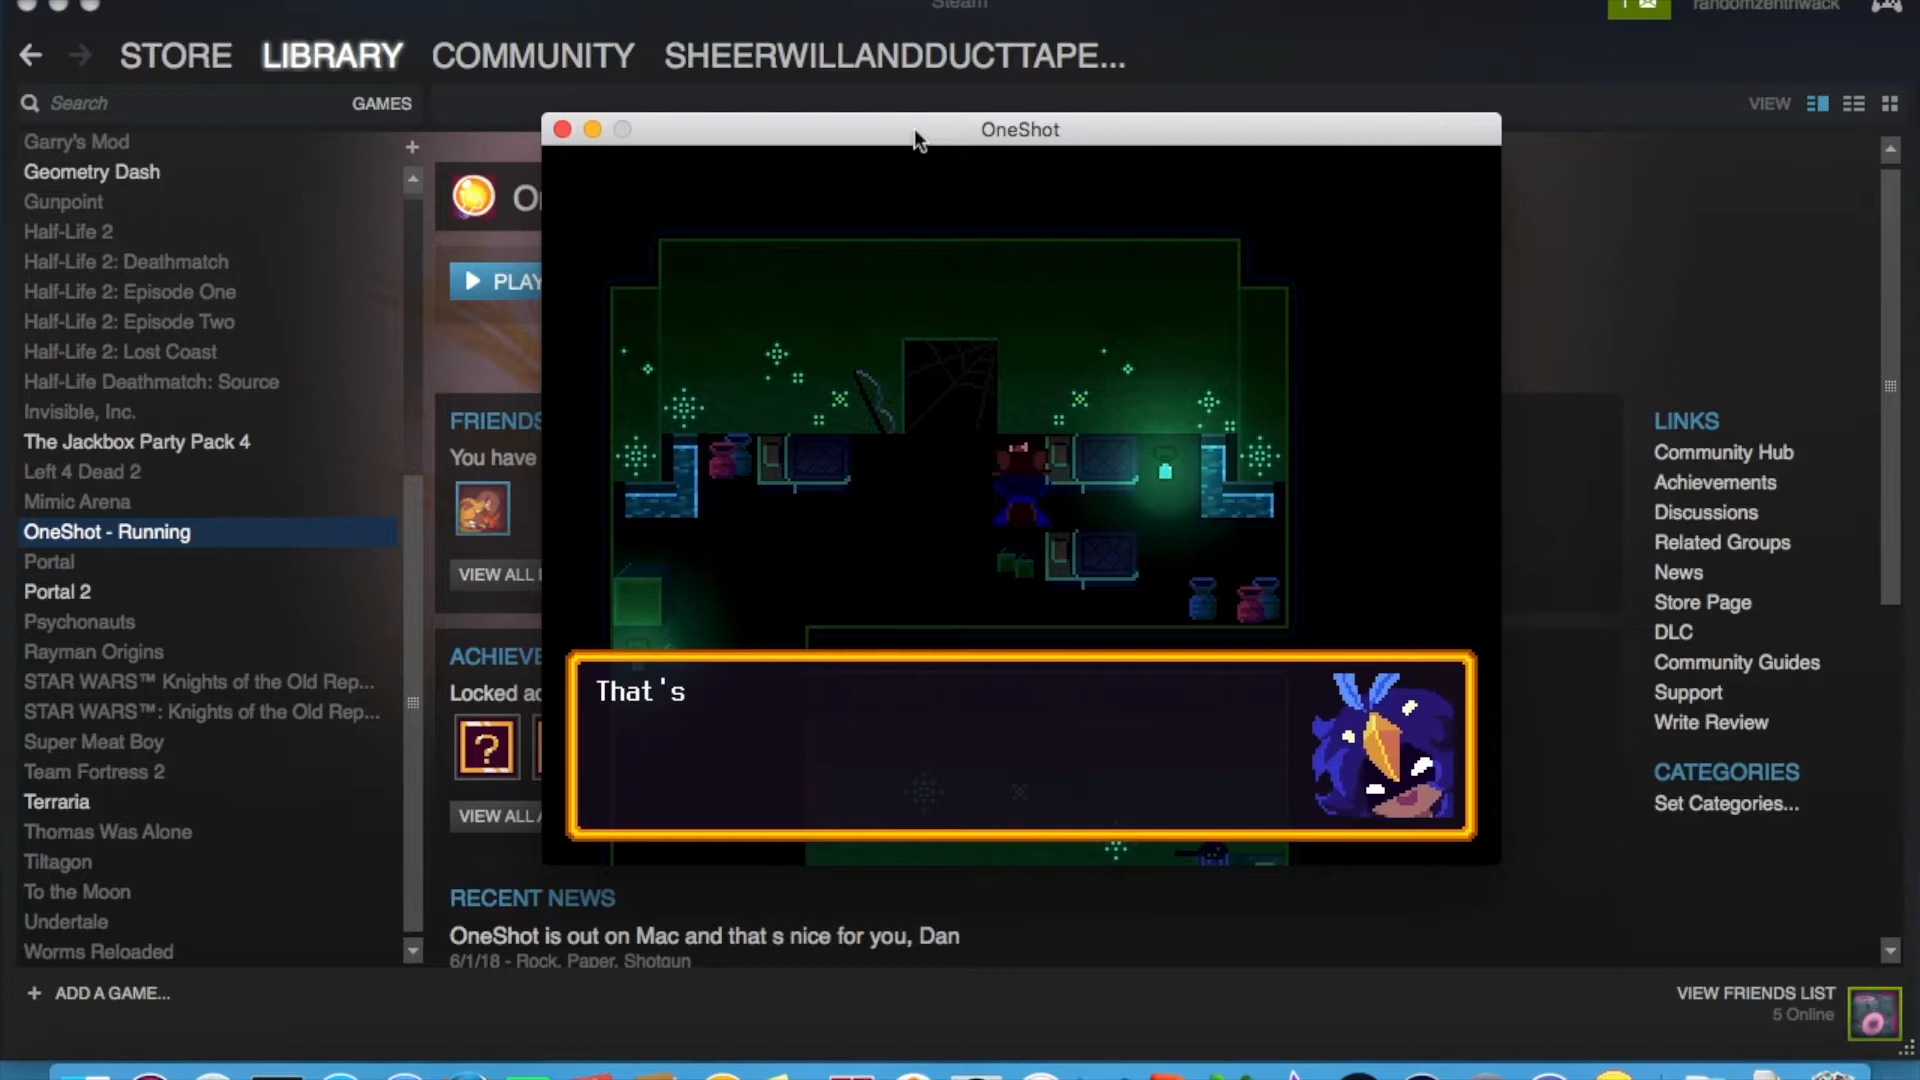 Steam
randomzenthwack
STORE LIBRARY COMMUNITY SHEERWILLANDDUCTTAPE...
Search
GAMES
VIEW
OneShot
Garry's Mod
Geometry Dash
Gunpoint
Half-Life 2
Half-Life 2: Deathmatch
Half-Life 2: Episode One
Half-Life 2: Episode Two
Half-Life 2: Lost Coast
Half-Life Deathmatch: Source
Invisible, Inc.
The Jackbox Party Pack 4
Left 4 Dead 2
Mimic Arena
OneShot - Running
Portal
Portal 2
Psychonauts
Rayman Origins
STAR WARS™ Knights of the Old Rep...
STAR WARS™: Knights of the Old Rep...
Super Meat Boy
Team Fortress 2
Terraria
Thomas Was Alone
Tiltagon
To the Moon
Undertale
Worms Reloaded
+ ADD A GAME...
PLAY
FRIENDS
You have
VIEW ALL
ACHIEVE
Locked
?
VIEW ALL
That's
RECENT NEWS
OneShot is out on Mac and that s nice for you, Dan
6/1/18 - Rock, Paper, Shotgun
LINKS
Community Hub
Achievements
Discussions
Related Groups
News
Store Page
DLC
Community Guides
Support
Write Review
CATEGORIES
Set Categories...
VIEW FRIENDS LIST
5 Online